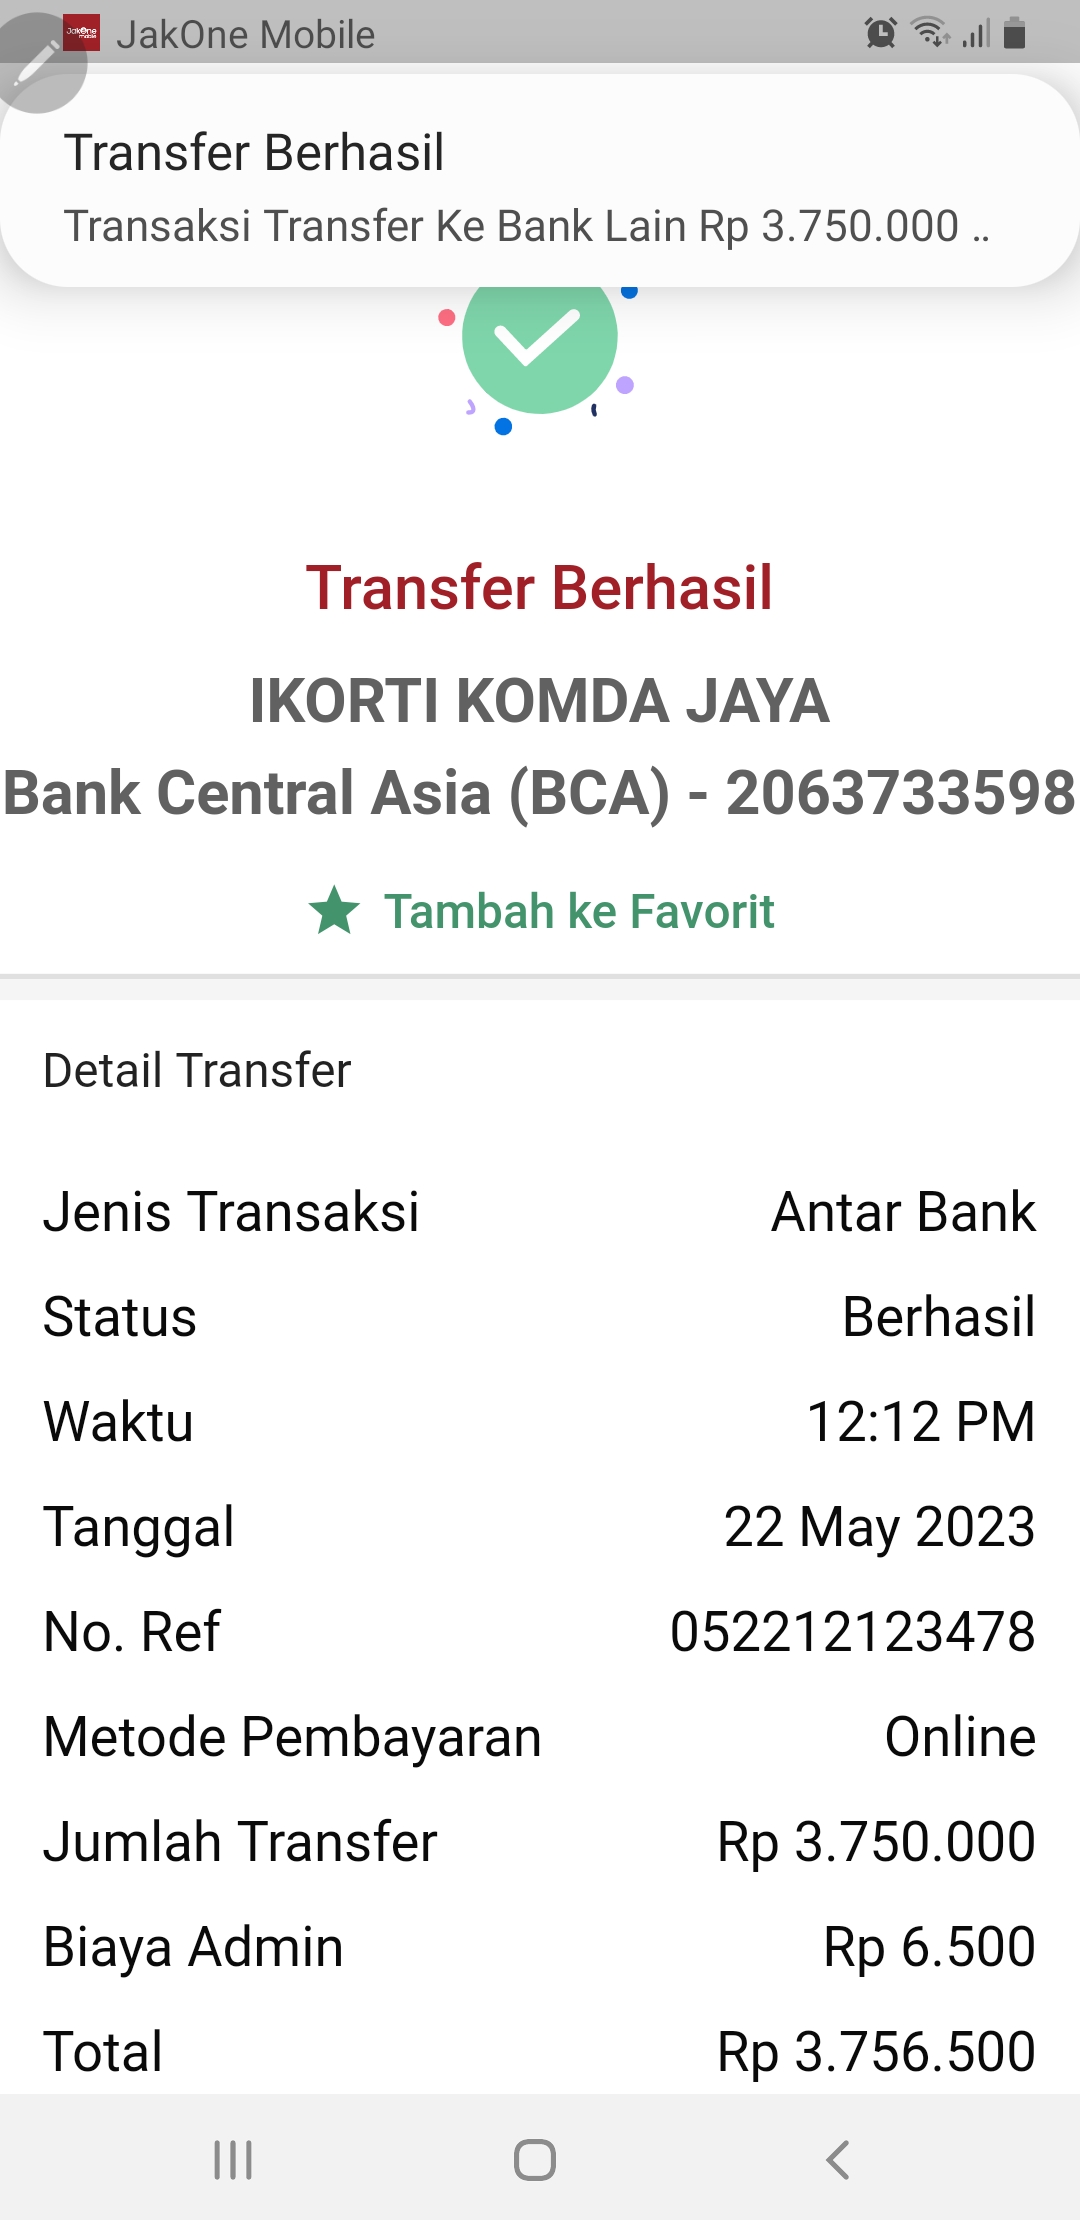 JakOne mobile JakOne Mobile
Transfer Berhasil
Transaksi Transfer Ke Bank Lain Rp 3.750.000 ..
Transfer Berhasil
IKORTI KOMDA JAYA
Bank Central Asia (BCA) - 2063733598
Tambah ke Favorit
Detail Transfer
Jenis Transaksi Antar Bank
Status Berhasil
Waktu 12:12 PM
Tanggal 22 May 2023
No. Ref 052212123478
Metode Pembayaran Online
Jumlah Transfer Rp 3.750.000
Biaya Admin Rp 6.500
Total Rp 3.756.500